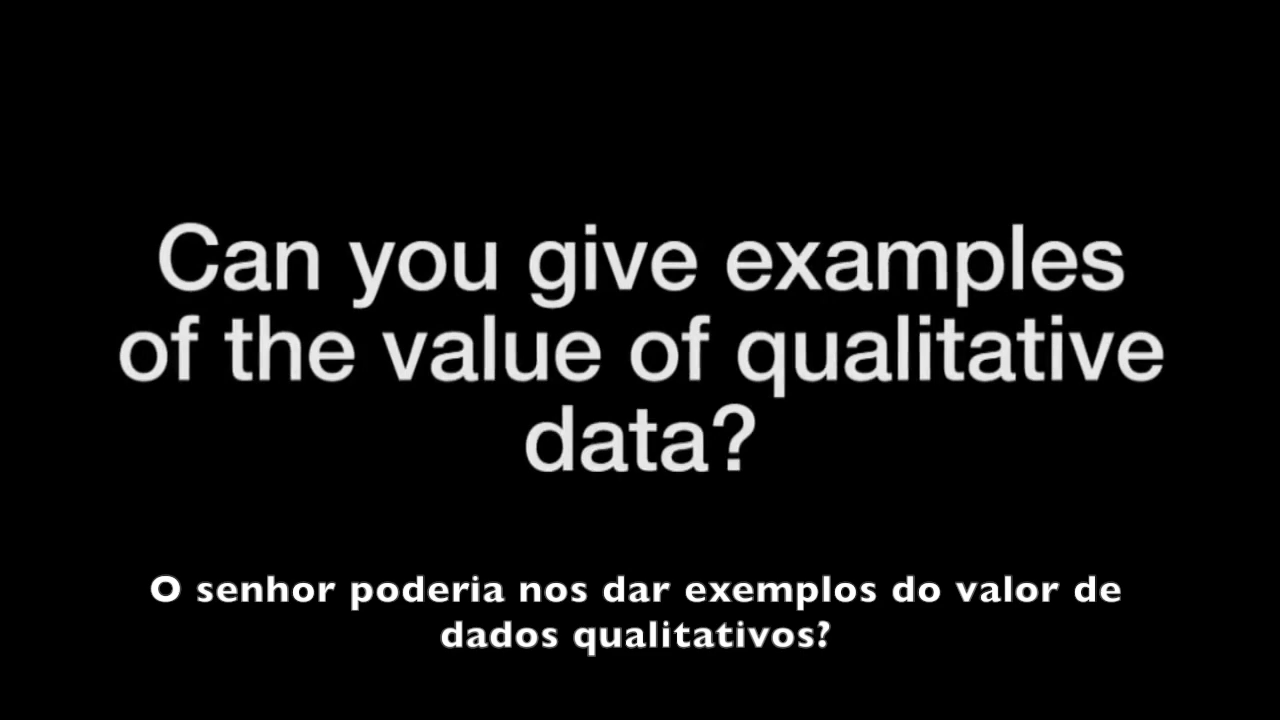 Can you give examples
of the value of qualitative
data?
O senhor poderia nos dar exemplos do valor de
dados qualitativos?